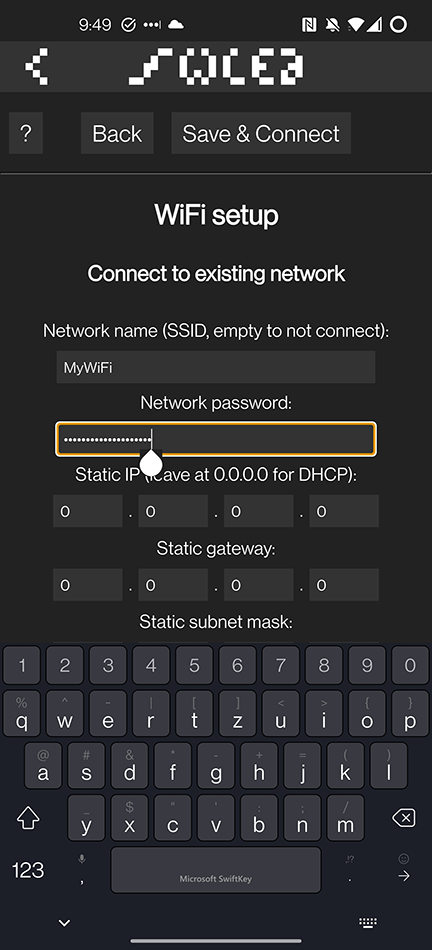 9:49
SOLEA
? Back Save & Connect
WiFi setup
Connect to existing network
Network name (SSID, empty to not connect):
MyWiFi
Network password:
••••••••••••••••••••
Static IP (leave at 0.0.0.0 for DHCP):
0 . 0 . 0 . 0
Static gateway:
0 . 0 . 0 . 0
Static subnet mask:
1 2 3 4 5 6 7 8 9 0
% ^ ~ | [ ] < > { }
q w e r t z u i o p
@ # & * - + = ( )
a s d f g h j k l
_ $ " ' : ; /
y x c v b n m
123 , Microsoft SwiftKey .